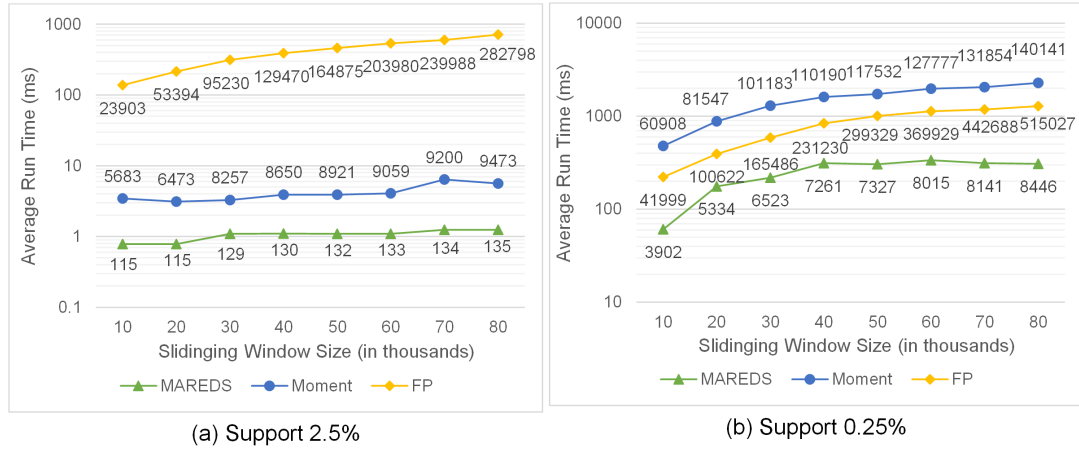 1000
100
10
1
0.1
Average Run Time (ms)
23903 53394 95230 129470 164875 203980 239988 282798
5683 6473 8257 8650 8921 9059 9200 9473
115 115 129 130 132 133 134 135
10 20 30 40 50 60 70 80
Slidinging Window Size (in thousands)
MAREDS Moment FP
(a) Support 2.5%
10000
1000
100
10
Average Run Time (ms)
60908 81547 101183 110190 117532 127777 131854 140141
41999 100622 165486 231230 299329 369929 442688 515027
3902 5334 6523 7261 7327 8015 8141 8446
10 20 30 40 50 60 70 80
Slidinging Window Size (in thousands)
MAREDS Moment FP
(b) Support 0.25%